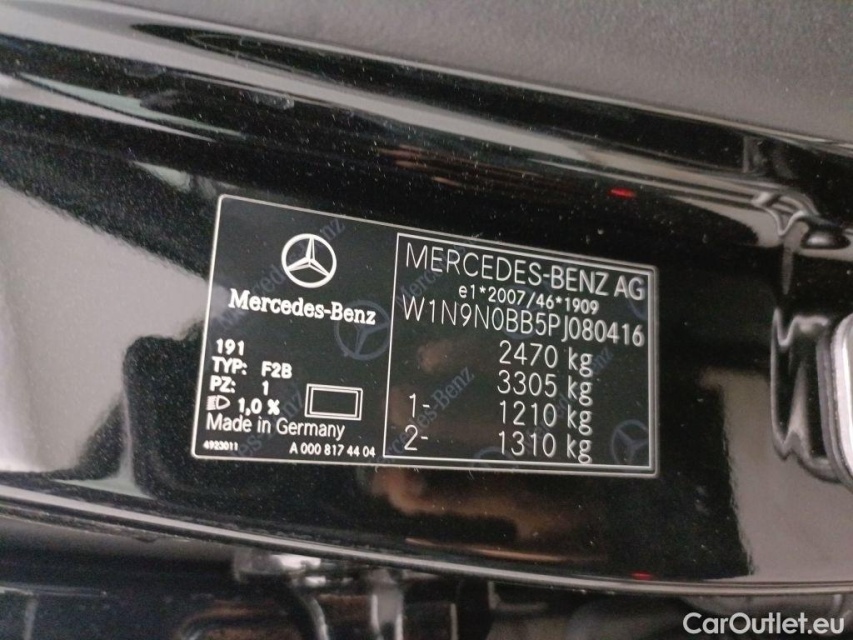 Mercedes-Benz
191
TYP: F2B
PZ: 1
1,0 %
Made in Germany
4923011 A 000 817 44 04
MERCEDES-BENZ AG
e1*2007/46*1909
W1N9N0BB5PJ080416
2470 kg
3305 kg
1- 1210 kg
2- 1310 kg
CarOutlet.eu